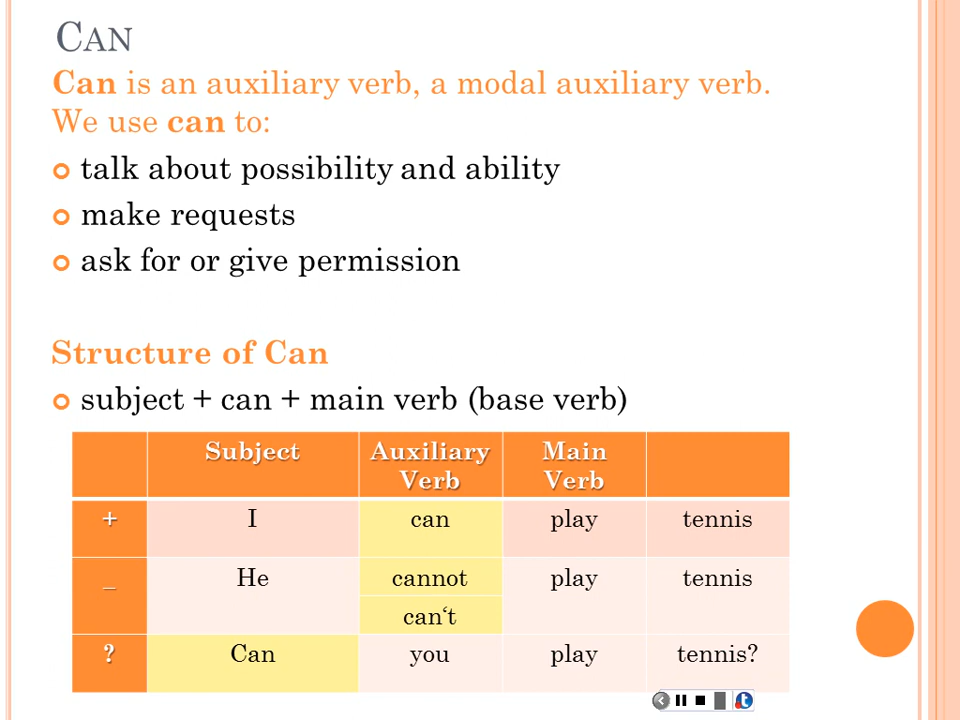 CAN
Can is an auxiliary verb, a modal auxiliary verb.
We use can to:
talk about possibility and ability
make requests
ask for or give permission
Structure of Can
subject + can + main verb (base verb)
Subject Auxiliary Verb Main Verb
+ I can play tennis
– He cannot play tennis
can‘t
? Can you play tennis?